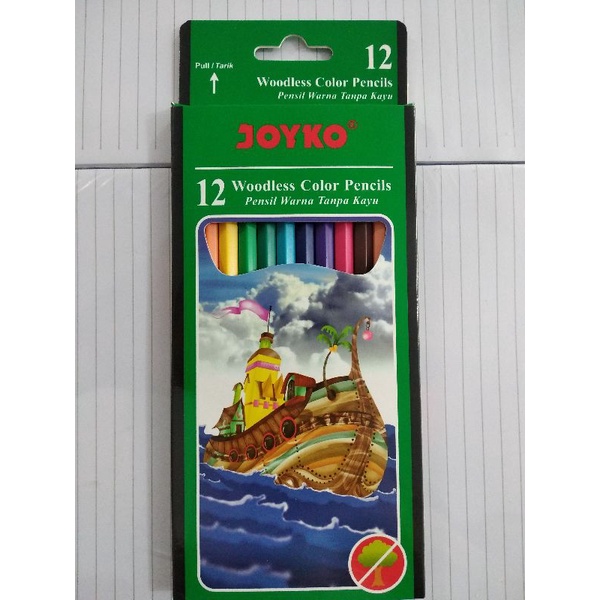 Pull / Tarik
12
Woodless Color Pencils
Pensil Warna Tanpa Kayu
JOYKO®
12 Woodless Color Pencils
Pensil Warna Tanpa Kayu